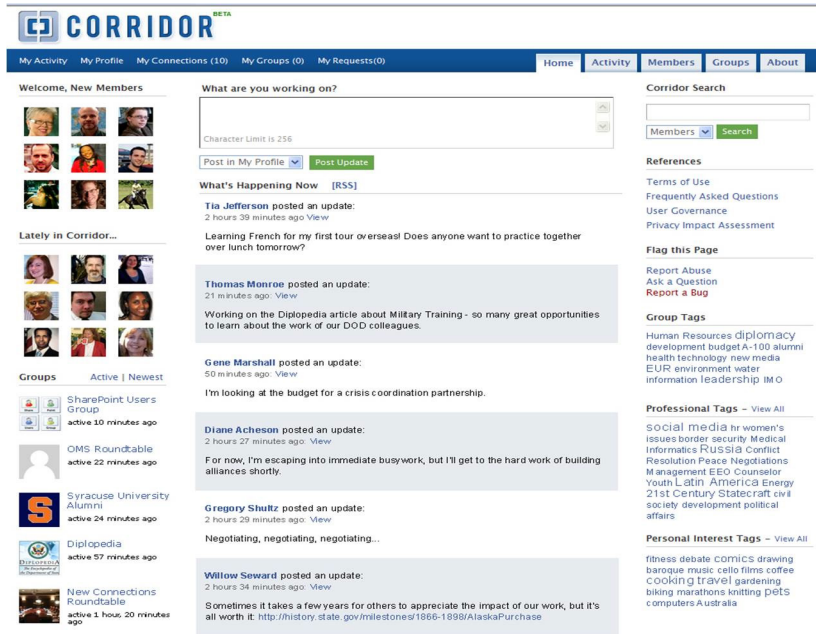 CORRIDOR BETA
My Activity My Profile My Connections (10) My Groups (0) My Requests(0) Home Activity Members Groups About
Welcome, New Members
Lately in Corridor...
Groups Active | Newest
SharePoint Users
Group
active 10 minutes ago
OMS Roundtable
active 22 minutes ago
Syracuse University
Alumni
active 24 minutes ago
Diplopedia
active 57 minutes ago
DIPLOPEDIA
New Connections
Roundtable
active 1 hour, 20 minutes
ago
What are you working on?
Character Limit is 256
Post in My Profile Post Update
What's Happening Now [RSS]
Tia Jefferson posted an update:
2 hours 39 minutes ago View
Learning French for my first tour overseas! Does anyone want to practice together
over lunch tomorrow?
Thomas Monroe posted an update:
21 minutes ago: View
Working on the Diplopedia article about Military Training - so many great opportunities
to learn about the work of our DOD colleagues.
Gene Marshall posted an update:
50 minutes ago: View
I'm looking at the budget for a crisis coordination partnership.
Diane Acheson posted an update:
2 hours 27 minutes ago: View
For now, I'm escaping into immediate busywork, but I'll get to the hard work of building
alliances shortly.
Gregory Shultz posted an update:
2 hours 29 minutes ago: View
Negotiating, negotiating, negotiating...
Willow Seward posted an update:
2 hours 34 minutes ago: View
Sometimes it takes a few years for others to appreciate the impact of our work, but it's
all worth it: http://history.state.gov/milestones/1866-1898/AlaskaPurchase
Corridor Search
Members Search
References
Terms of Use
Frequently Asked Questions
User Governance
Privacy Impact Assessment
Flag this Page
Report Abuse
Ask a Question
Report a Bug
Group Tags
Human Resources diplomacy
development budget A-100 alumni
health technology new media
EUR environment water
information leadership IMO
Professional Tags – View All
social media hr women's
issues border security Medical
Informatics Russia Conflict
Resolution Peace Negotiations
Management EEO Counselor
Youth Latin America Energy
21st Century Statecraft civil
society development political
affairs
Personal Interest Tags – View All
fitness debate comics drawing
baroque music cello films coffee
cooking travel gardening
biking marathons knitting pets
computers Australia